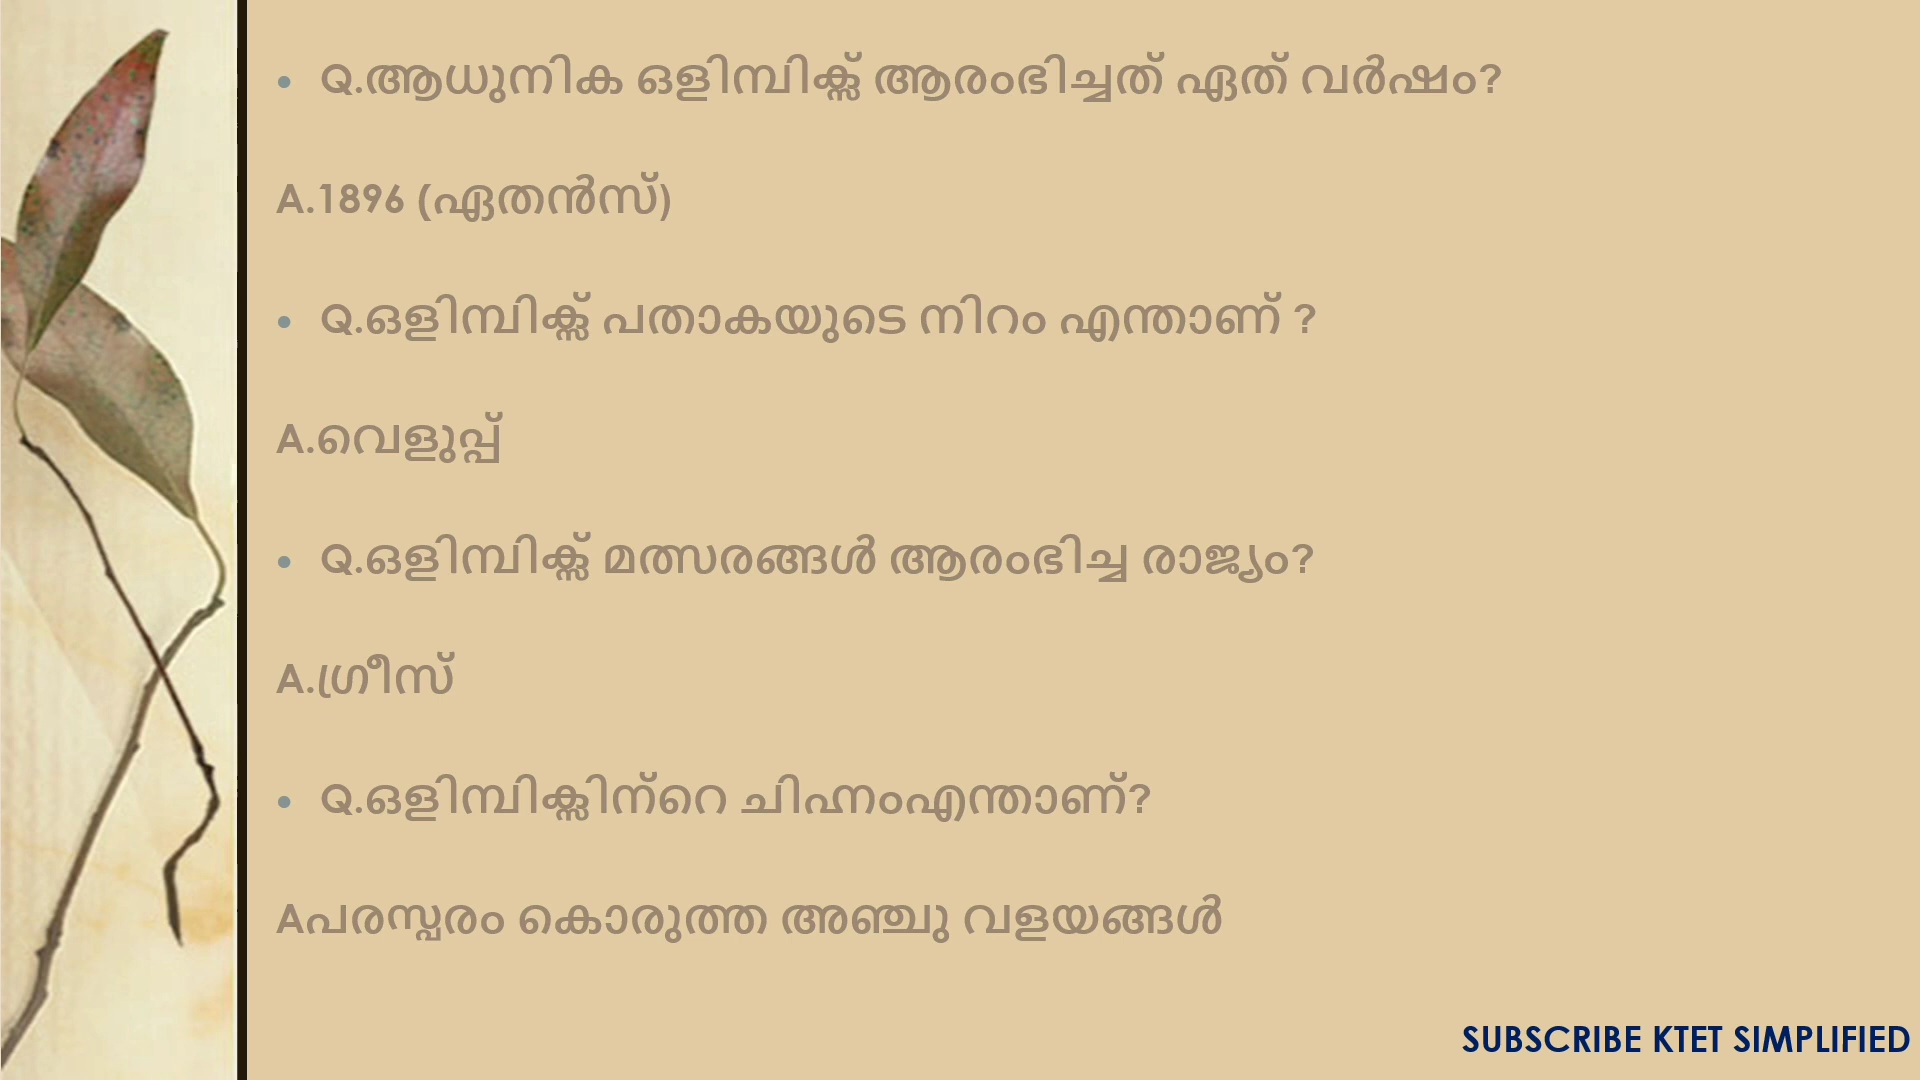 • Q.ആധുനിക ഒളിമ്പിക്സ് ആരംഭിച്ചത് ഏത് വർഷം?
A.1896 (ഏതൻസ്)
• Q.ഒളിമ്പിക്സ് പതാകയുടെ നിറം എന്താണ് ?
A.വെളുപ്പ്
• Q.ഒളിമ്പിക്സ് മത്സരങ്ങൾ ആരംഭിച്ച രാജ്യം?
A.ഗ്രീസ്
• Q.ഒളിമ്പിക്സിന്റെ ചിഹ്നംഎന്താണ്?
Aപരസ്പരം കൊരുത്ത അഞ്ചു വളയങ്ങൾ
SUBSCRIBE KTET SIMPLIFIED